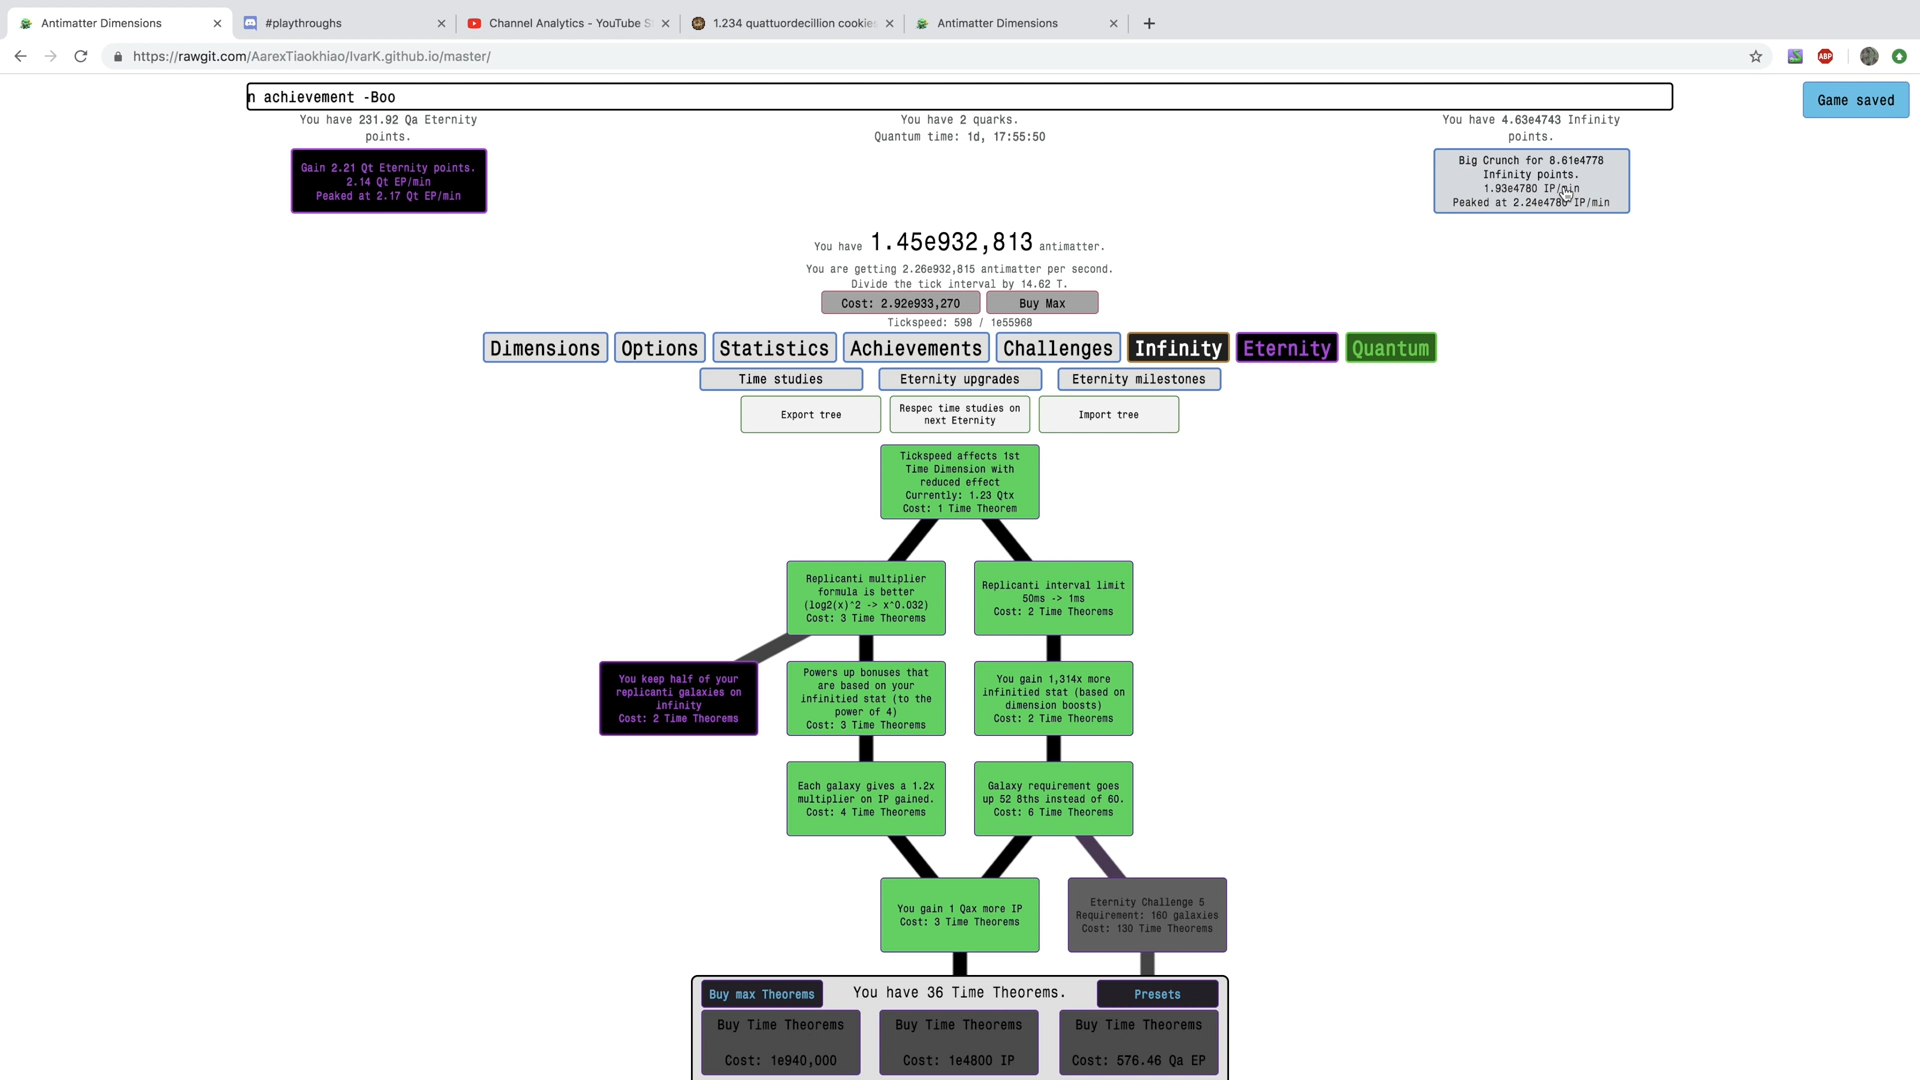 Antimatter Dimensions
#playthroughs
Channel Analytics - YouTube S
1.234 quattuordecillion cookies
Antimatter Dimensions
https://rawgit.com/AarexTiaokhiao/IvarK.github.io/master/
ABP
n achievement -Boo
Game saved
You have 231.92 Qa Eternity
points.
Gain 2.21 Qt Eternity points.
2.14 Qt EP/min
Peaked at 2.17 Qt EP/min
You have 2 quarks.
Quantum time: 1d, 17:55:50
You have 4.63e4743 Infinity
points.
Big Crunch for 8.61e4778
Infinity points.
1.93e4780 IP/min
Peaked at 2.24e4780 IP/min
You have 1.45e932,813 antimatter.
You are getting 2.26e932,815 antimatter per second.
Divide the tick interval by 14.62 T.
Cost: 2.92e933,270
Buy Max
Tickspeed: 598 / 1e55968
Dimensions
Options
Statistics
Achievements
Challenges
Infinity
Eternity
Quantum
Time studies
Eternity upgrades
Eternity milestones
Export tree
Respec time studies on
next Eternity
Import tree
Tickspeed affects 1st
Time Dimension with
reduced effect
Currently: 1.23 Qtx
Cost: 1 Time Theorem
Replicanti multiplier
formula is better
(log2(x)^2 -> x^0.032)
Cost: 3 Time Theorems
Replicanti interval limit
50ms -> 1ms
Cost: 2 Time Theorems
You keep half of your
replicanti galaxies on
infinity
Cost: 2 Time Theorems
Powers up bonuses that
are based on your
infinitied stat (to the
power of 4)
Cost: 3 Time Theorems
You gain 1,314x more
infinitied stat (based on
dimension boosts)
Cost: 2 Time Theorems
Each galaxy gives a 1.2x
multiplier on IP gained.
Cost: 4 Time Theorems
Galaxy requirement goes
up 52 8ths instead of 60.
Cost: 6 Time Theorems
You gain 1 Qax more IP
Cost: 3 Time Theorems
Eternity Challenge 5
Requirement: 160 galaxies
Cost: 130 Time Theorems
Buy max Theorems
You have 36 Time Theorems.
Presets
Buy Time Theorems
Cost: 1e940,000
Buy Time Theorems
Cost: 1e4800 IP
Buy Time Theorems
Cost: 576.46 Qa EP